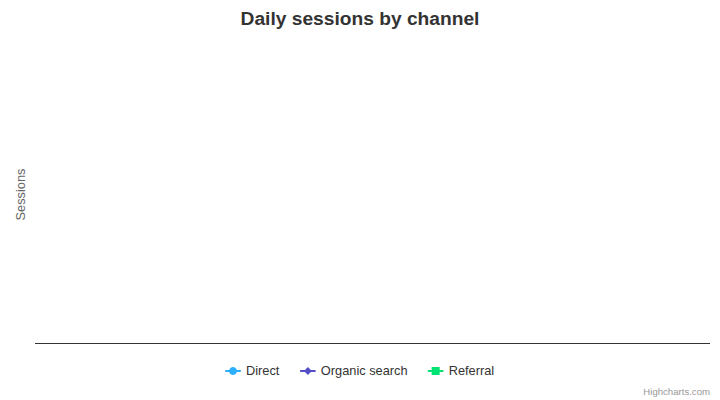 Daily sessions by channel
Sessions
Direct Organic search Referral
Highcharts.com